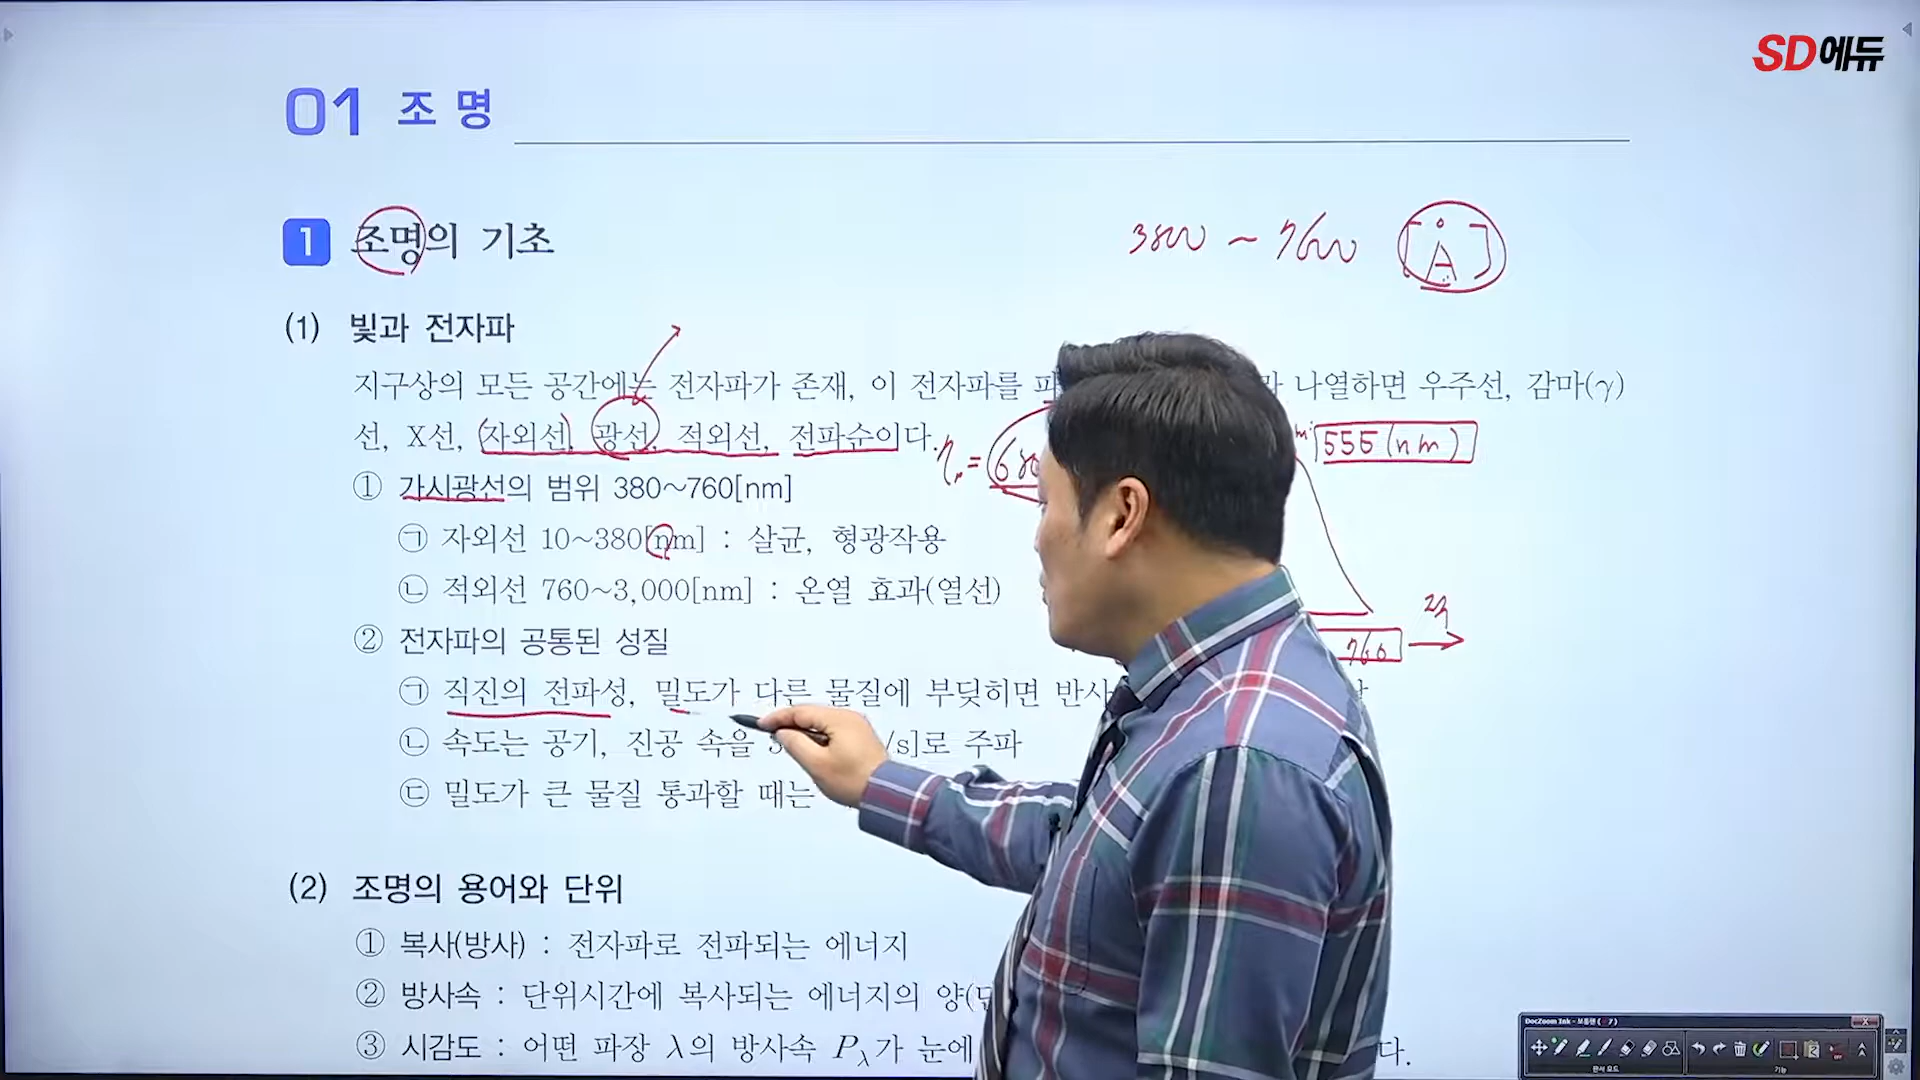 SD에듀
01 조 명
1 조명의 기초
3800 ~ 7600 [Å]
(1) 빛과 전자파
지구상의 모든 공간에는 전자파가 존재, 이 전자파를 나열하면 우주선, 감마(γ)
선, X선, (자외선), 광선, 적외선, 전파순이다.
555(nm)
① 가시광선의 범위 380~760[nm]
㉠ 자외선 10~380[nm] : 살균, 형광작용
㉡ 적외선 760~3,000[nm] : 온열 효과(열선)
760
② 전자파의 공통된 성질
㉠ 직진의 전파성, 밀도가 다른 물질에 부딪히면 반사
㉡ 속도는 공기, 진공 속을 /s]로 주파
㉢ 밀도가 큰 물질 통과할 때는
(2) 조명의 용어와 단위
① 복사(방사) : 전자파로 전파되는 에너지
② 방사속 : 단위시간에 복사되는 에너지의 양(
③ 시감도 : 어떤 파장 λ의 방사속 Pλ가 눈에 다.
DocZoom Ink - 보통펜
판서 모드 기능